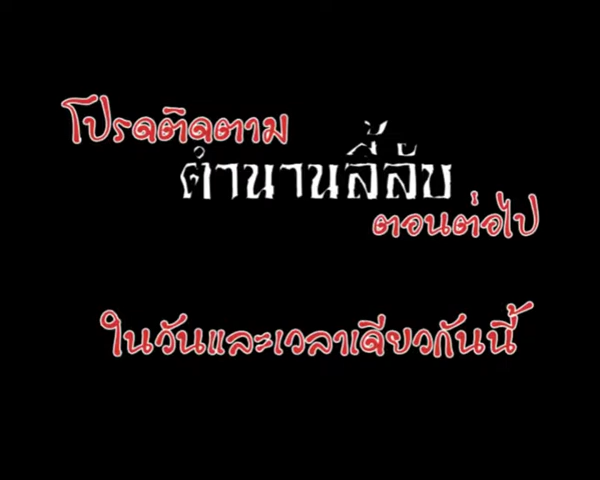 โปรดติดตาม
ตำนานลี้ลับ
ตอนต่อไป
ในวันและเวลาเดียวกันนี้